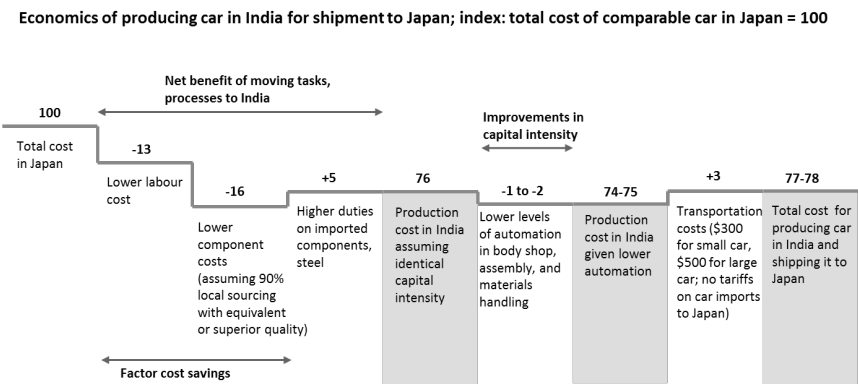 Economics of producing car in India for shipment to Japan; index: total cost of comparable car in Japan = 100
Net benefit of moving tasks,
processes to India
100
Total cost
in Japan
-13
Lower labour
cost
-16
Lower
component
costs
(assuming 90%
local sourcing
with equivalent
or superior quality)
Factor cost savings
+5
Higher duties
on imported
components,
steel
76
Production
cost in India
assuming
identical
capital
intensity
Improvements in
capital intensity
-1 to -2
Lower levels
of automation
in body shop,
assembly, and
materials
handling
74-75
Production
cost in India
given lower
automation
+3
Transportation
costs ($300
for small car,
$500 for large
car; no tariffs
on car imports
to Japan)
77-78
Total cost for
producing car
in India and
shipping it to
Japan